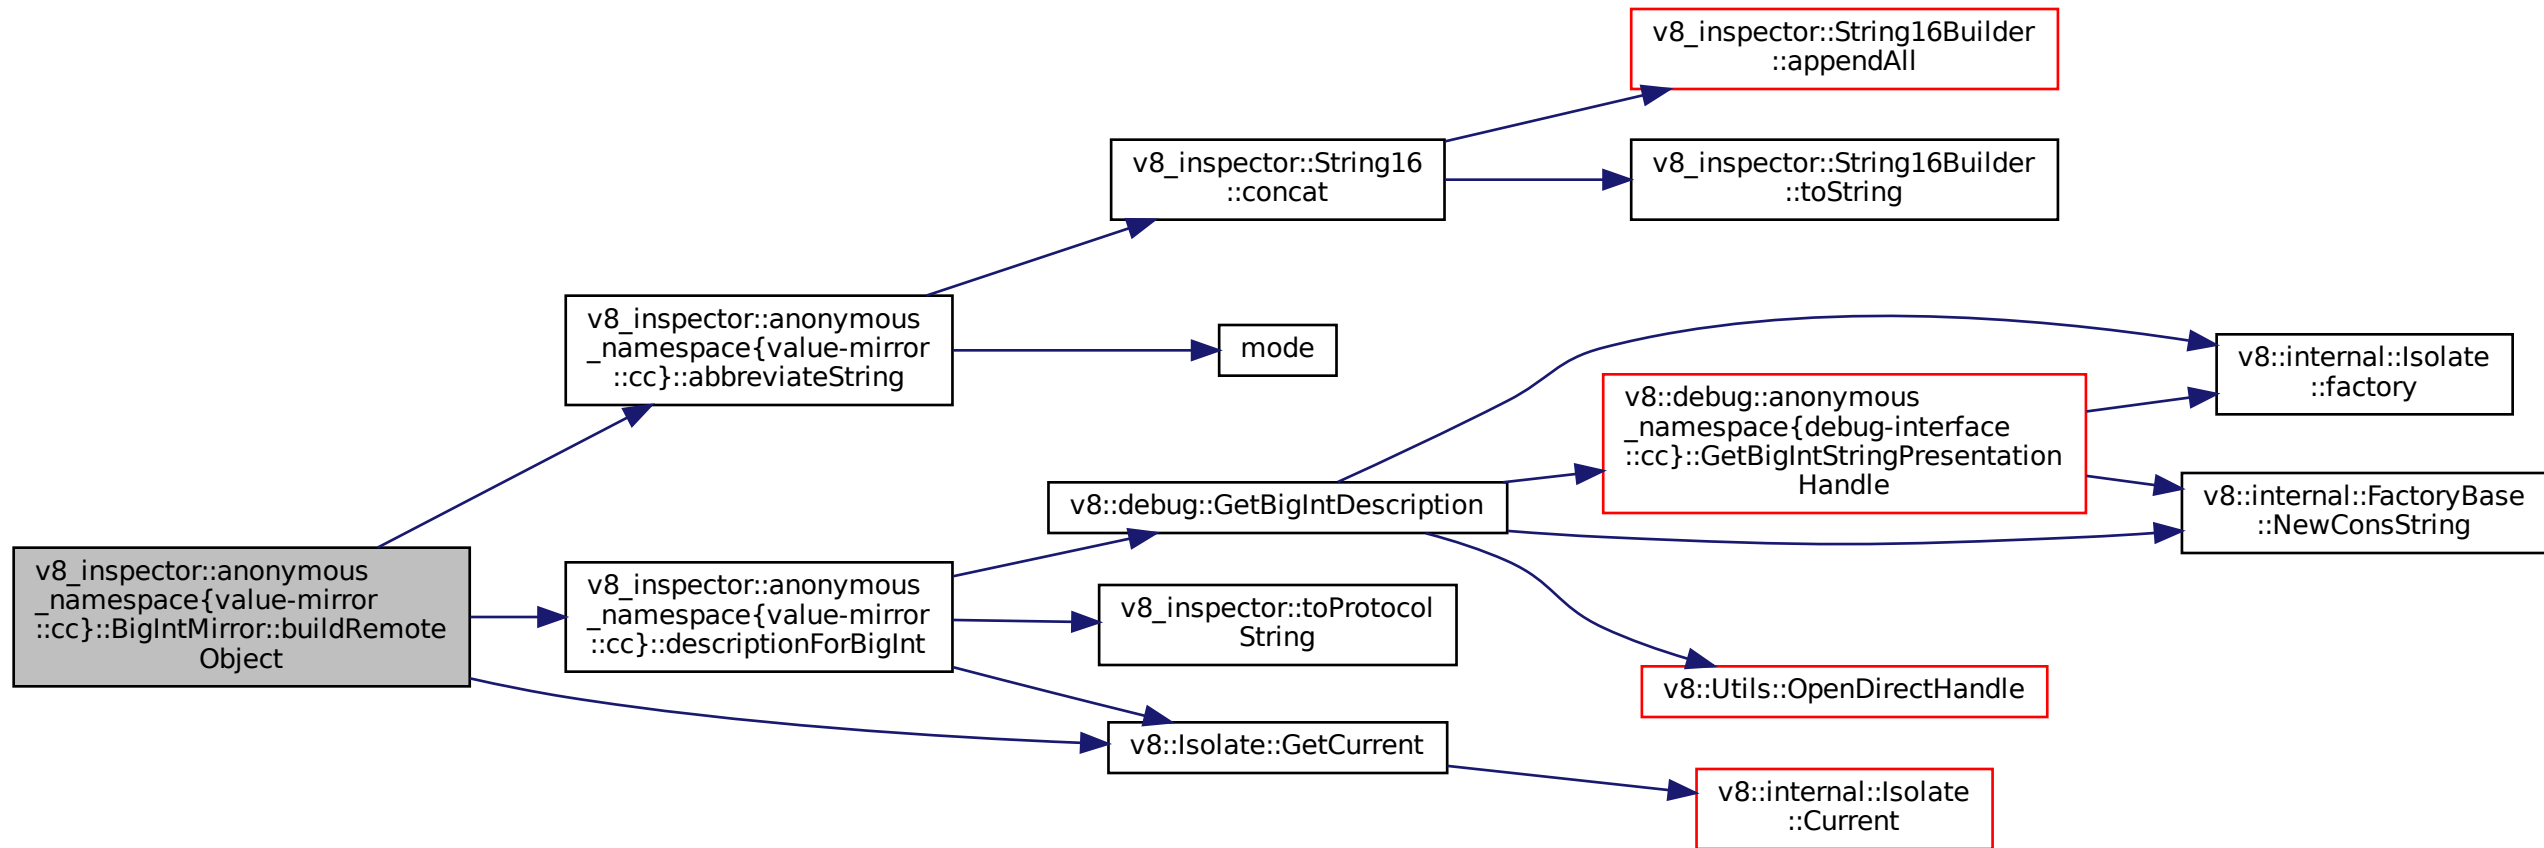 v8_inspector::anonymous
_namespace{value-mirror
::cc}::BigIntMirror::buildRemote
Object
v8_inspector::anonymous
_namespace{value-mirror
::cc}::abbreviateString
v8_inspector::String16
::concat
v8_inspector::String16Builder
::appendAll
v8_inspector::String16Builder
::toString
mode
v8_inspector::anonymous
_namespace{value-mirror
::cc}::descriptionForBigInt
v8::debug::GetBigIntDescription
v8::internal::Isolate
::factory
v8::debug::anonymous
_namespace{debug-interface
::cc}::GetBigIntStringPresentation
Handle
v8::internal::FactoryBase
::NewConsString
v8::Utils::OpenDirectHandle
v8_inspector::toProtocol
String
v8::Isolate::GetCurrent
v8::internal::Isolate
::Current